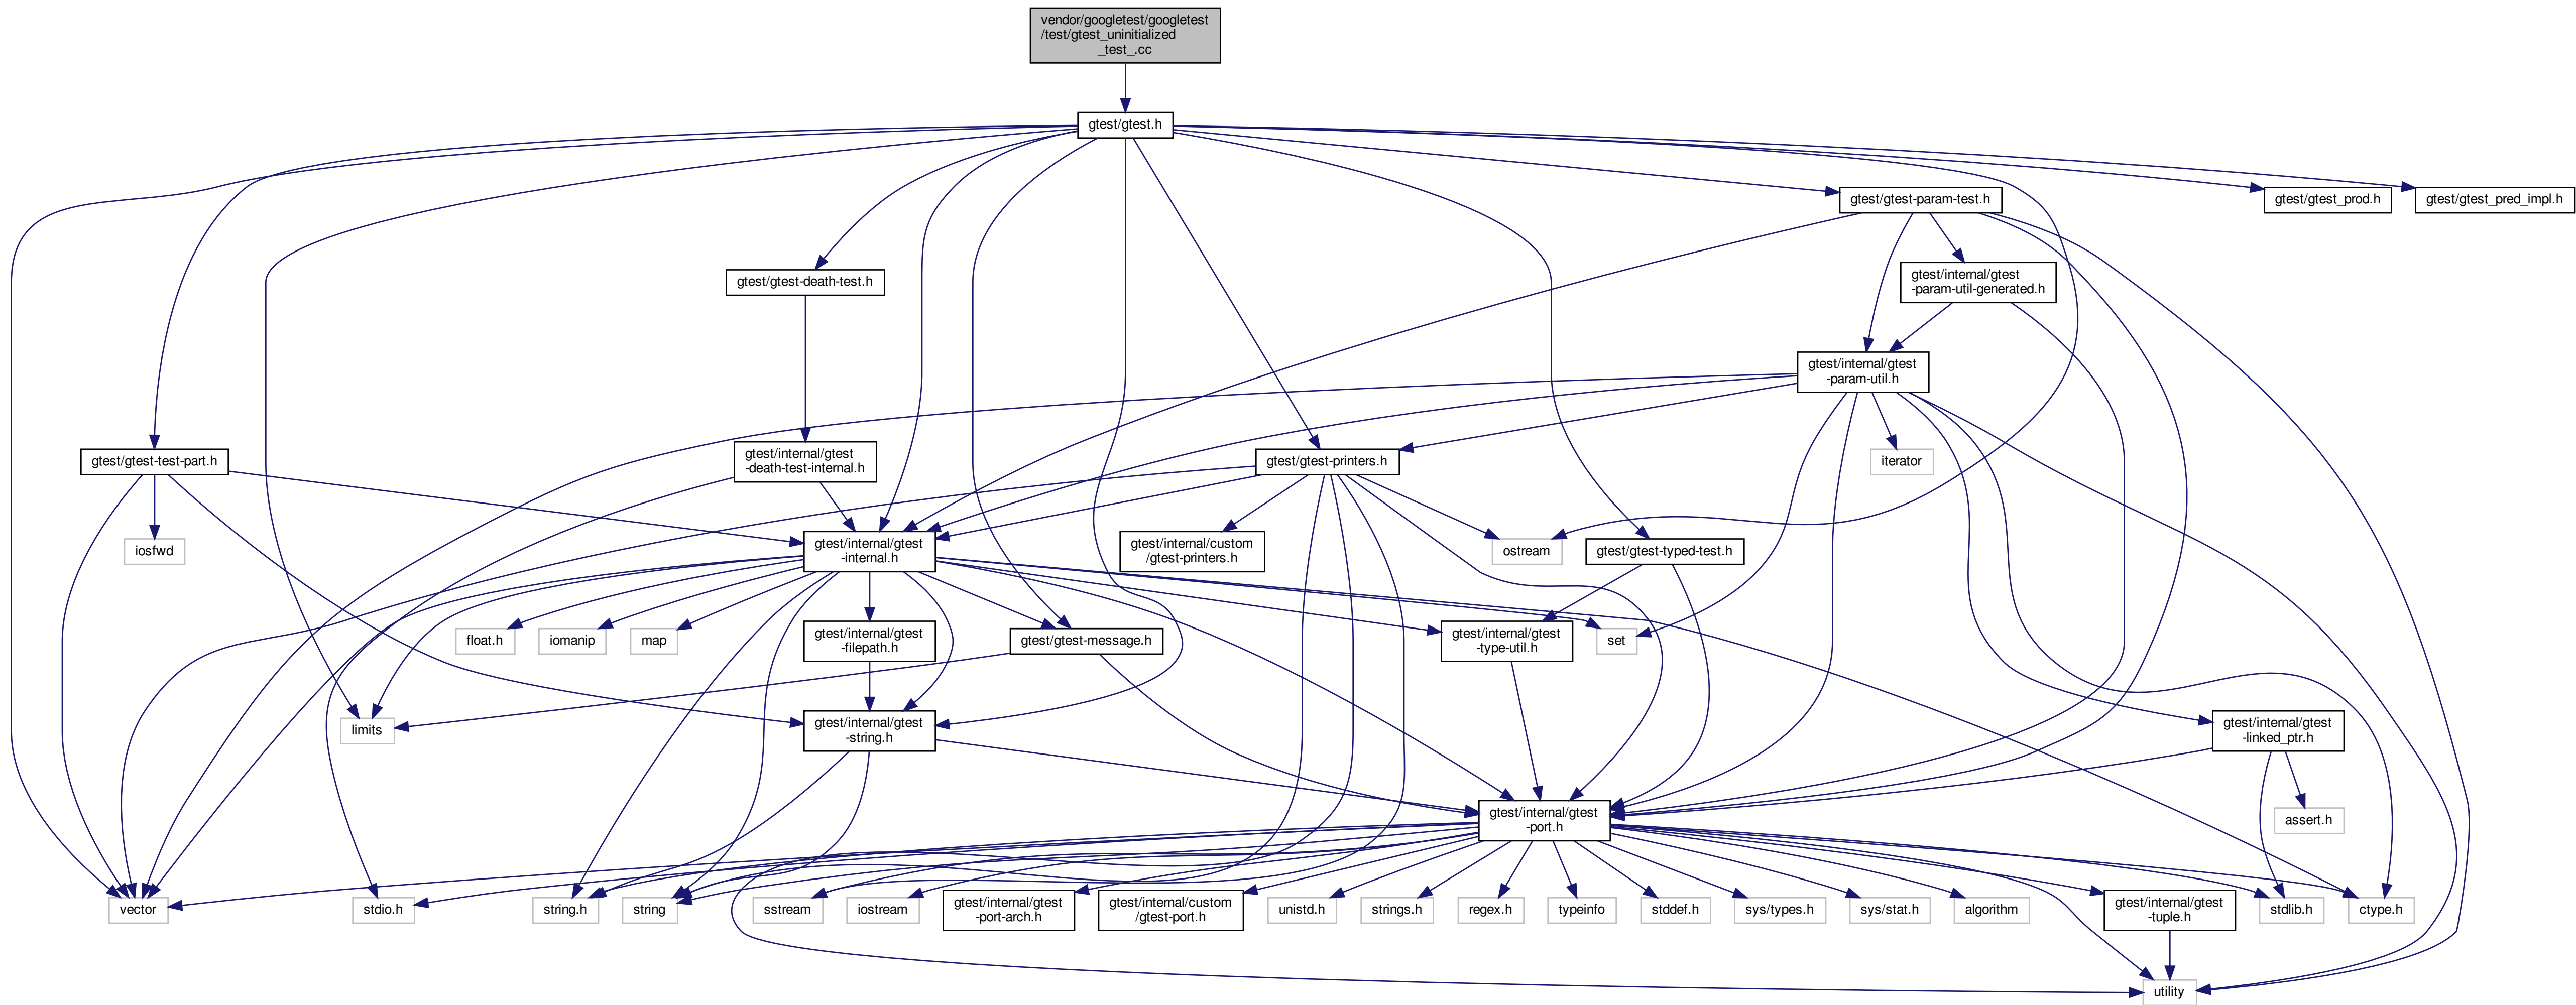 vendor/googletest/googletest
/test/gtest_uninitialized
_test_.cc
gtest/gtest.h
gtest/gtest-param-test.h
gtest/gtest_prod.h
gtest/gtest_pred_impl.h
gtest/gtest-death-test.h
gtest/internal/gtest
-param-util-generated.h
gtest/internal/gtest
-param-util.h
gtest/gtest-test-part.h
gtest/internal/gtest
-death-test-internal.h
gtest/gtest-printers.h
iterator
iosfwd
gtest/internal/gtest
-internal.h
gtest/internal/custom
/gtest-printers.h
ostream
gtest/gtest-typed-test.h
float.h
iomanip
map
gtest/internal/gtest
-filepath.h
gtest/gtest-message.h
gtest/internal/gtest
-type-util.h
set
limits
gtest/internal/gtest
-string.h
gtest/internal/gtest
-linked_ptr.h
gtest/internal/gtest
-port.h
assert.h
vector
stdio.h
string.h
string
sstream
iostream
gtest/internal/gtest
-port-arch.h
gtest/internal/custom
/gtest-port.h
unistd.h
strings.h
regex.h
typeinfo
stddef.h
sys/types.h
sys/stat.h
algorithm
gtest/internal/gtest
-tuple.h
stdlib.h
ctype.h
utility